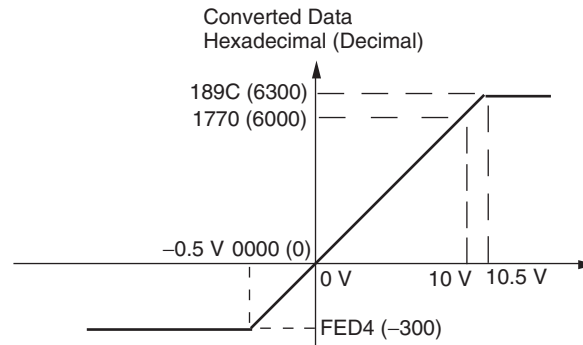 Converted Data
Hexadecimal (Decimal)
189C (6300)
1770 (6000)
−0.5 V 0000 (0)
0 V
10 V
10.5 V
FED4 (−300)